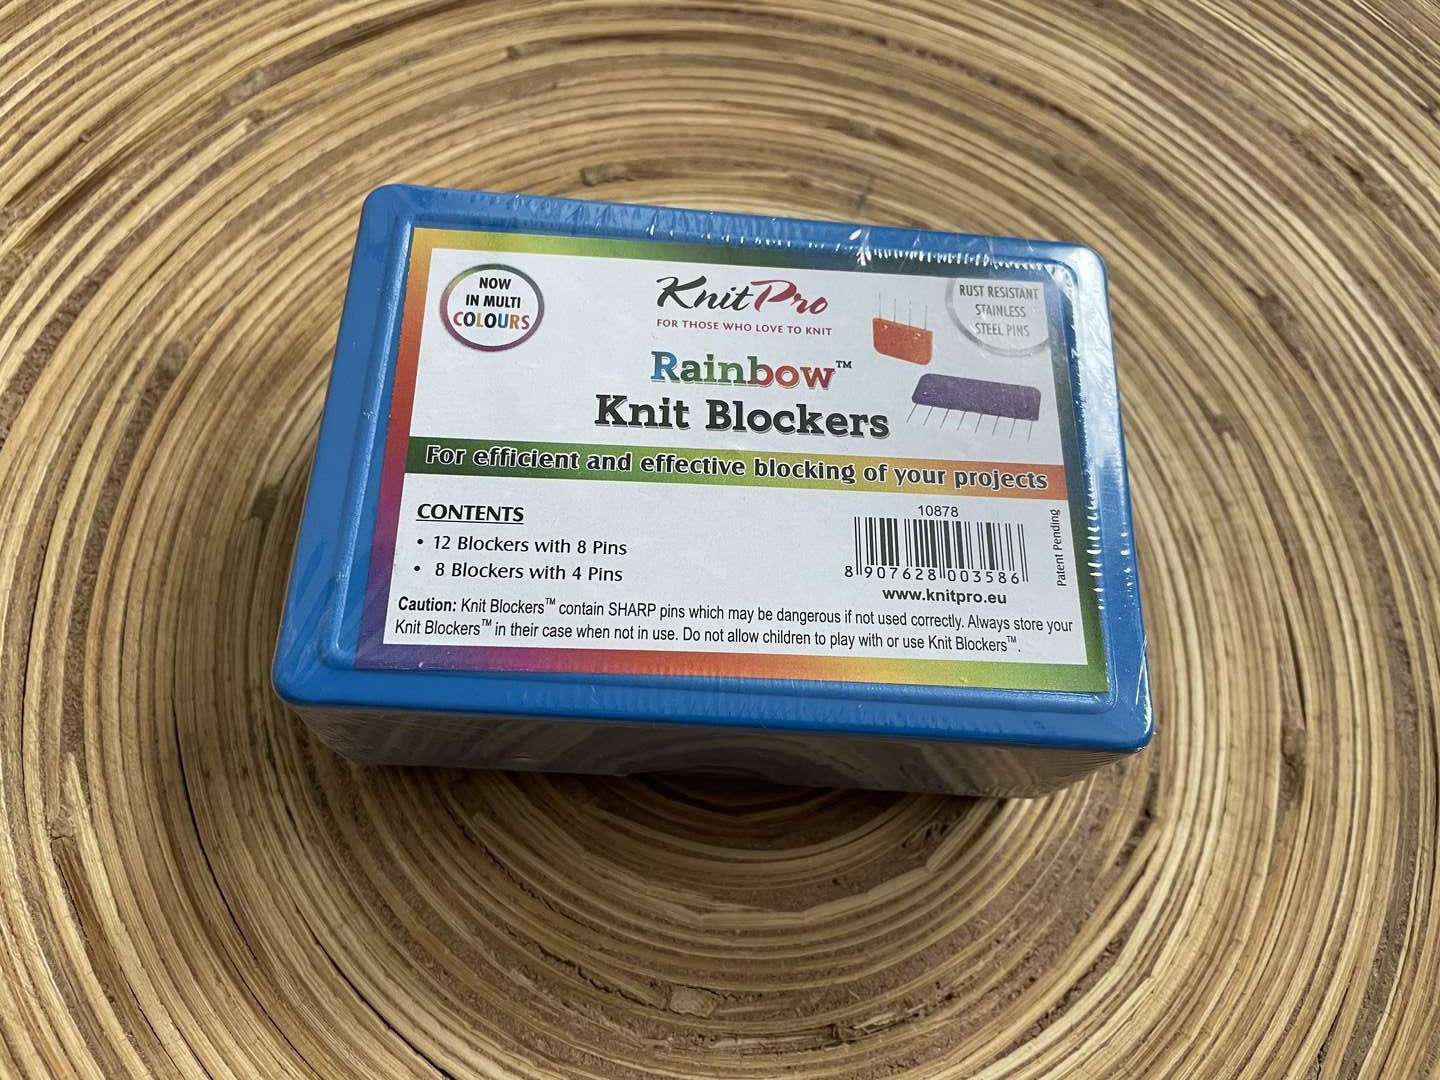 NOW
IN MULTI
COLOURS
KnitPro
FOR THOSE WHO LOVE TO KNIT
RUST RESISTANT
STAINLESS
STEEL PINS
Rainbow™
Knit Blockers
For efficient and effective blocking of your projects
CONTENTS
• 12 Blockers with 8 Pins
• 8 Blockers with 4 Pins
10878
8 907628 003586
www.knitpro.eu
Patent Pending
Caution: Knit Blockers™ contain SHARP pins which may be dangerous if not used correctly. Always store your
Knit Blockers™ in their case when not in use. Do not allow children to play with or use Knit Blockers™.